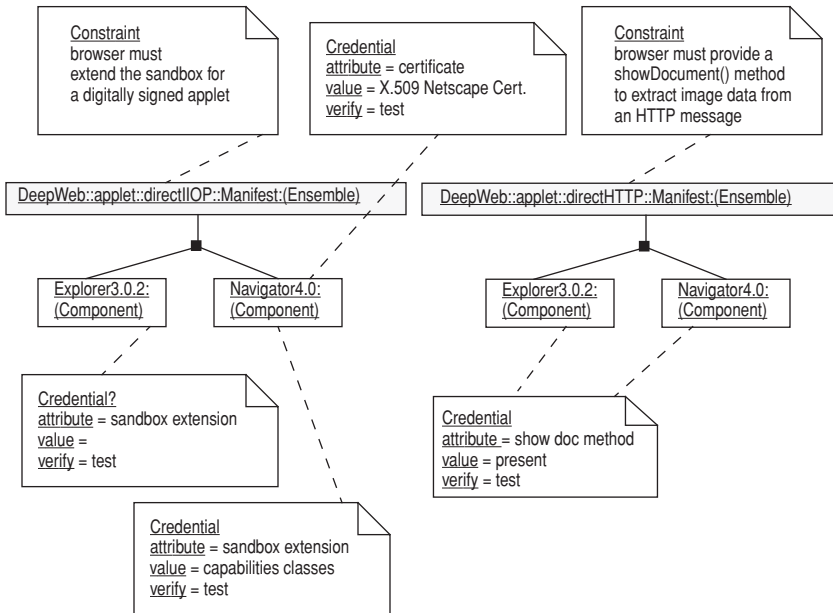 Constraint
browser must
extend the sandbox for
a digitally signed applet
Credential
attribute = certificate
value = X.509 Netscape Cert.
verify = test
Constraint
browser must provide a
showDocument() method
to extract image data from
an HTTP message
DeepWeb::applet::directIIOP::Manifest:(Ensemble)
DeepWeb::applet::directHTTP::Manifest:(Ensemble)
Explorer3.0.2:
(Component)
Navigator4.0:
(Component)
Explorer3.0.2:
(Component)
Navigator4.0:
(Component)
Credential?
attribute = sandbox extension
value =
verify = test
Credential
attribute = show doc method
value = present
verify = test
Credential
attribute = sandbox extension
value = capabilities classes
verify = test